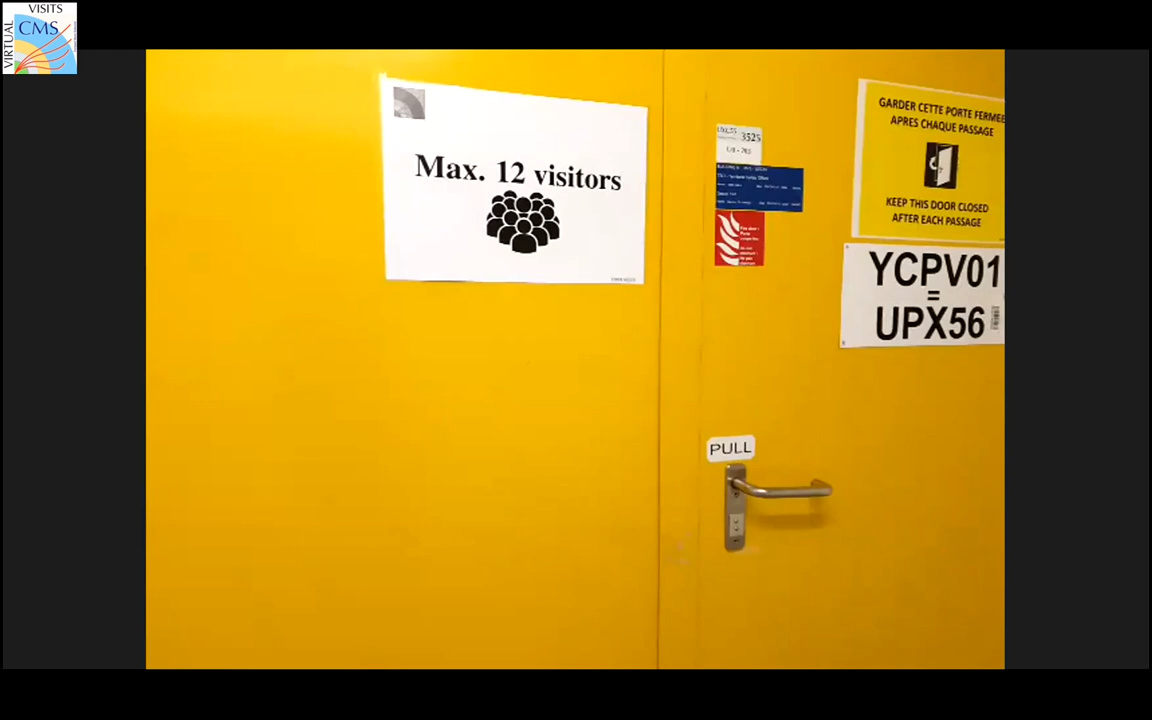 VISITS
CMS
VIRTUAL
Max. 12 visitors
3525
GARDER CETTE PORTE FERMEE
APRES CHAQUE PASSAGE
KEEP THIS DOOR CLOSED
AFTER EACH PASSAGE
YCPV01
=
UPX56
PULL